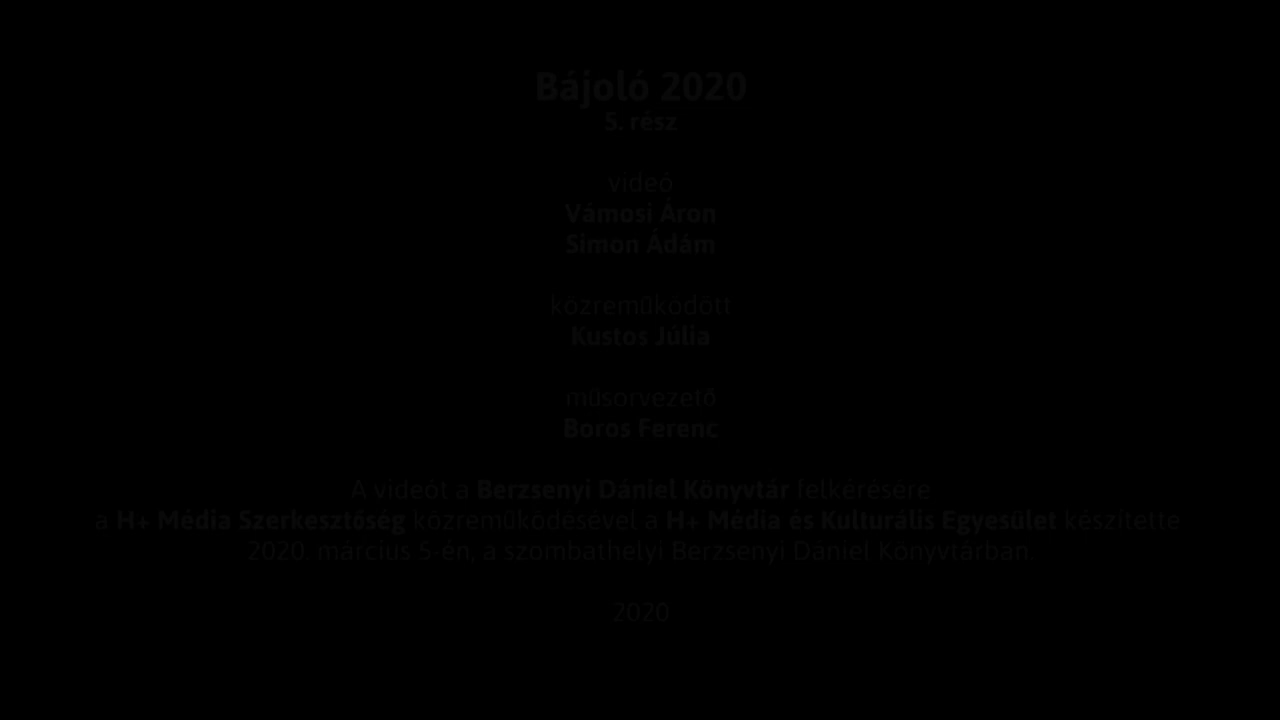 Bájoló 2020
5. rész
videó
Vámosi Áron
Simon Ádám
közreműködött
Kustos Júlia
műsorvezető
Boros Ferenc
A videót a Berzsenyi Dániel Könyvtár felkérésére
a H+ Média Szerkesztőség közreműködésével a H+ Média és Kulturális Egyesület készítette
2020. március 5-én, a szombathelyi Berzsenyi Dániel Könyvtárban
2020